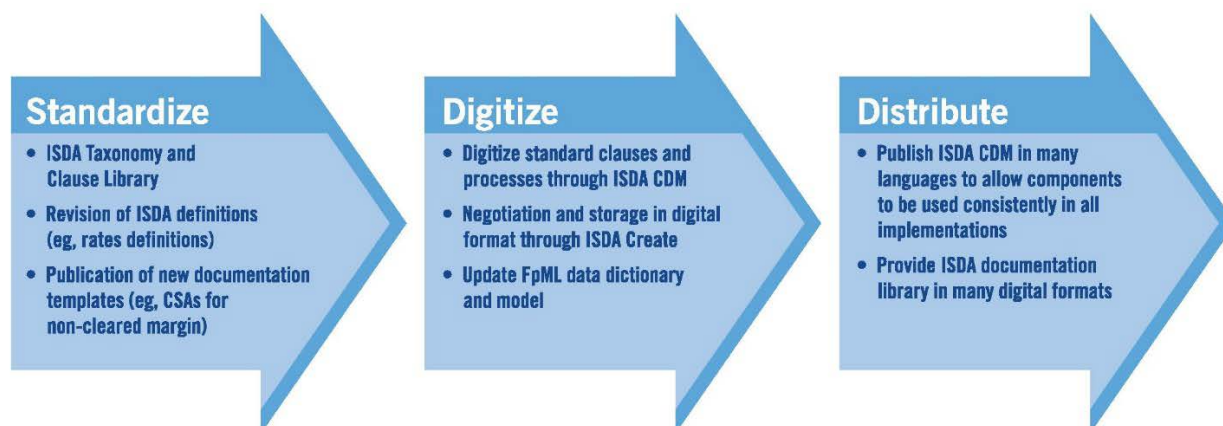 Standardize
• ISDA Taxonomy and
Clause Library
• Revision of ISDA definitions
(eg, rates definitions)
• Publication of new documentation
templates (eg, CSAs for
non-cleared margin)
Digitize
• Digitize standard clauses and
processes through ISDA CDM
• Negotiation and storage in digital
format through ISDA Create
• Update FpML data dictionary
and model
Distribute
• Publish ISDA CDM in many
languages to allow components
to be used consistently in all
implementations
• Provide ISDA documentation
library in many digital formats